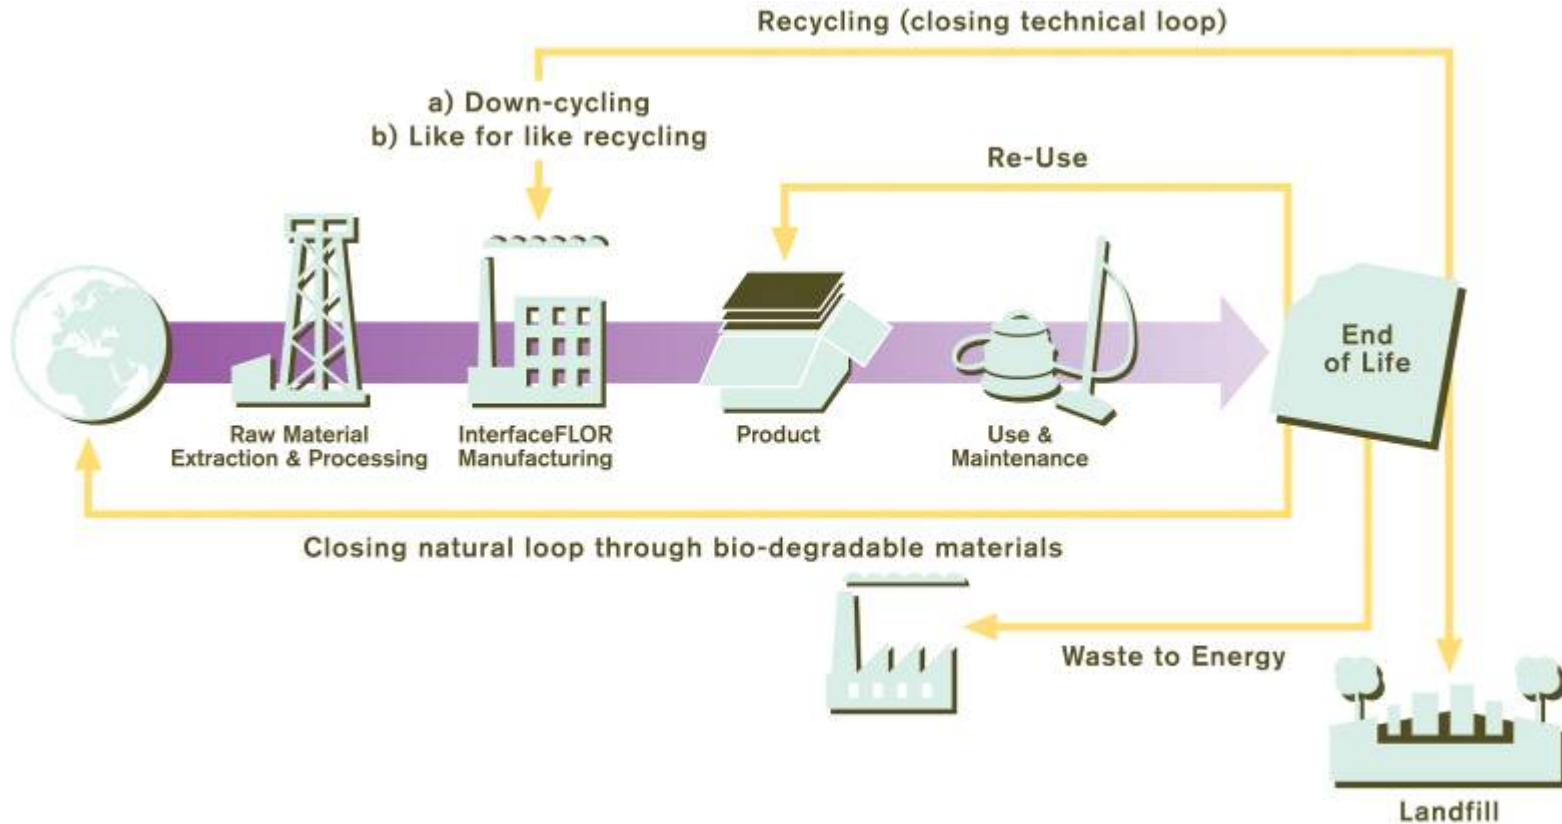 Recycling (closing technical loop)
a) Down-cycling
b) Like for like recycling
Re-Use
End
of Life
Raw Material
Extraction & Processing
InterfaceFLOR
Manufacturing
Product
Use &
Maintenance
Closing natural loop through bio-degradable materials
Waste to Energy
Landfill